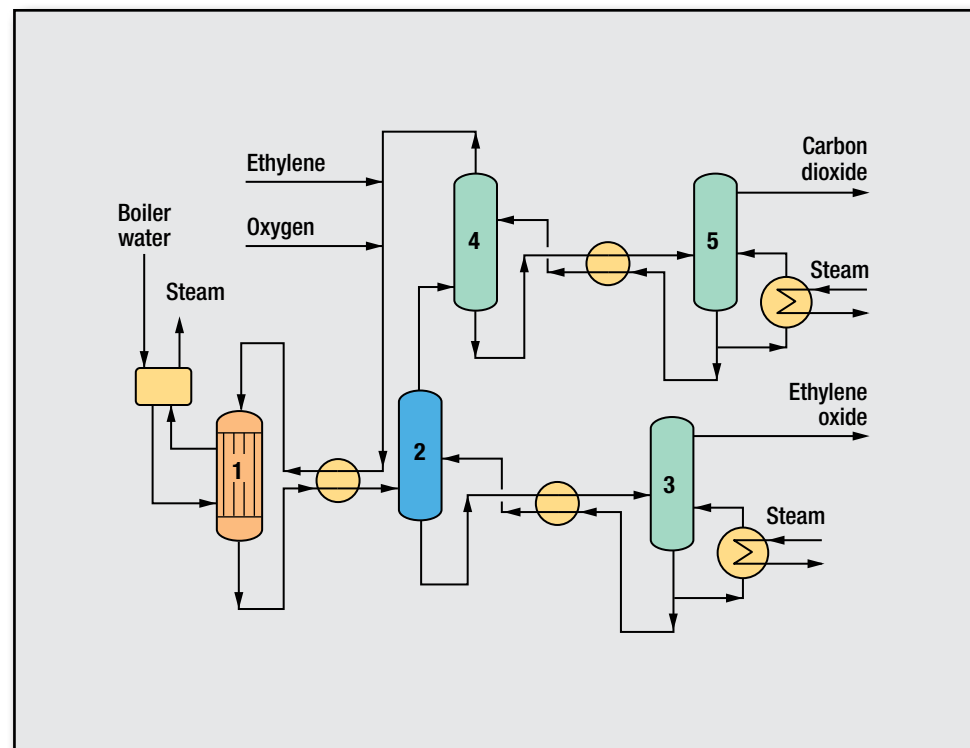 Carbon
dioxide
Ethylene
Oxygen
Boiler
water
Steam
4
5
Steam
Ethylene
oxide
1
2
3
Steam